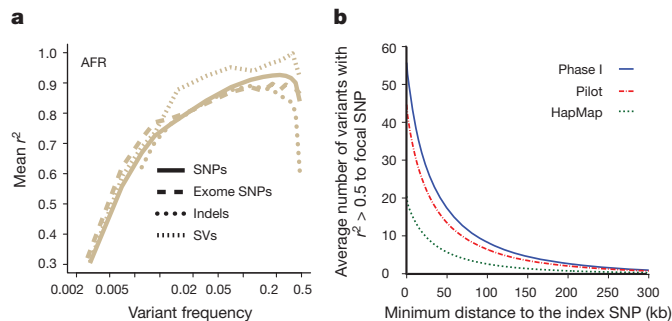 a
AFR
Mean r²
1.0
0.9
0.8
0.7
0.6
0.5
0.4
0.3
SNPs
Exome SNPs
Indels
SVs
0.002
0.005
0.02
0.05
0.2
0.5
Variant frequency
b
Average number of variants with
r² > 0.5 to focal SNP
60
50
40
30
20
10
0
Phase I
Pilot
HapMap
0
50
100
150
200
250
300
Minimum distance to the index SNP (kb)